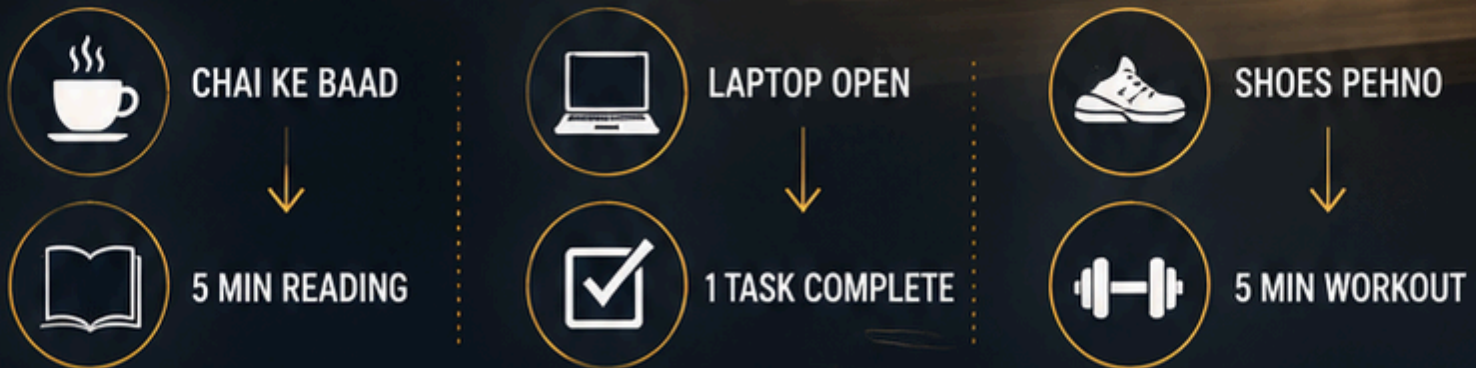 CHAI KE BAAD
5 MIN READING
LAPTOP OPEN
1 TASK COMPLETE
SHOES PEHNO
5 MIN WORKOUT